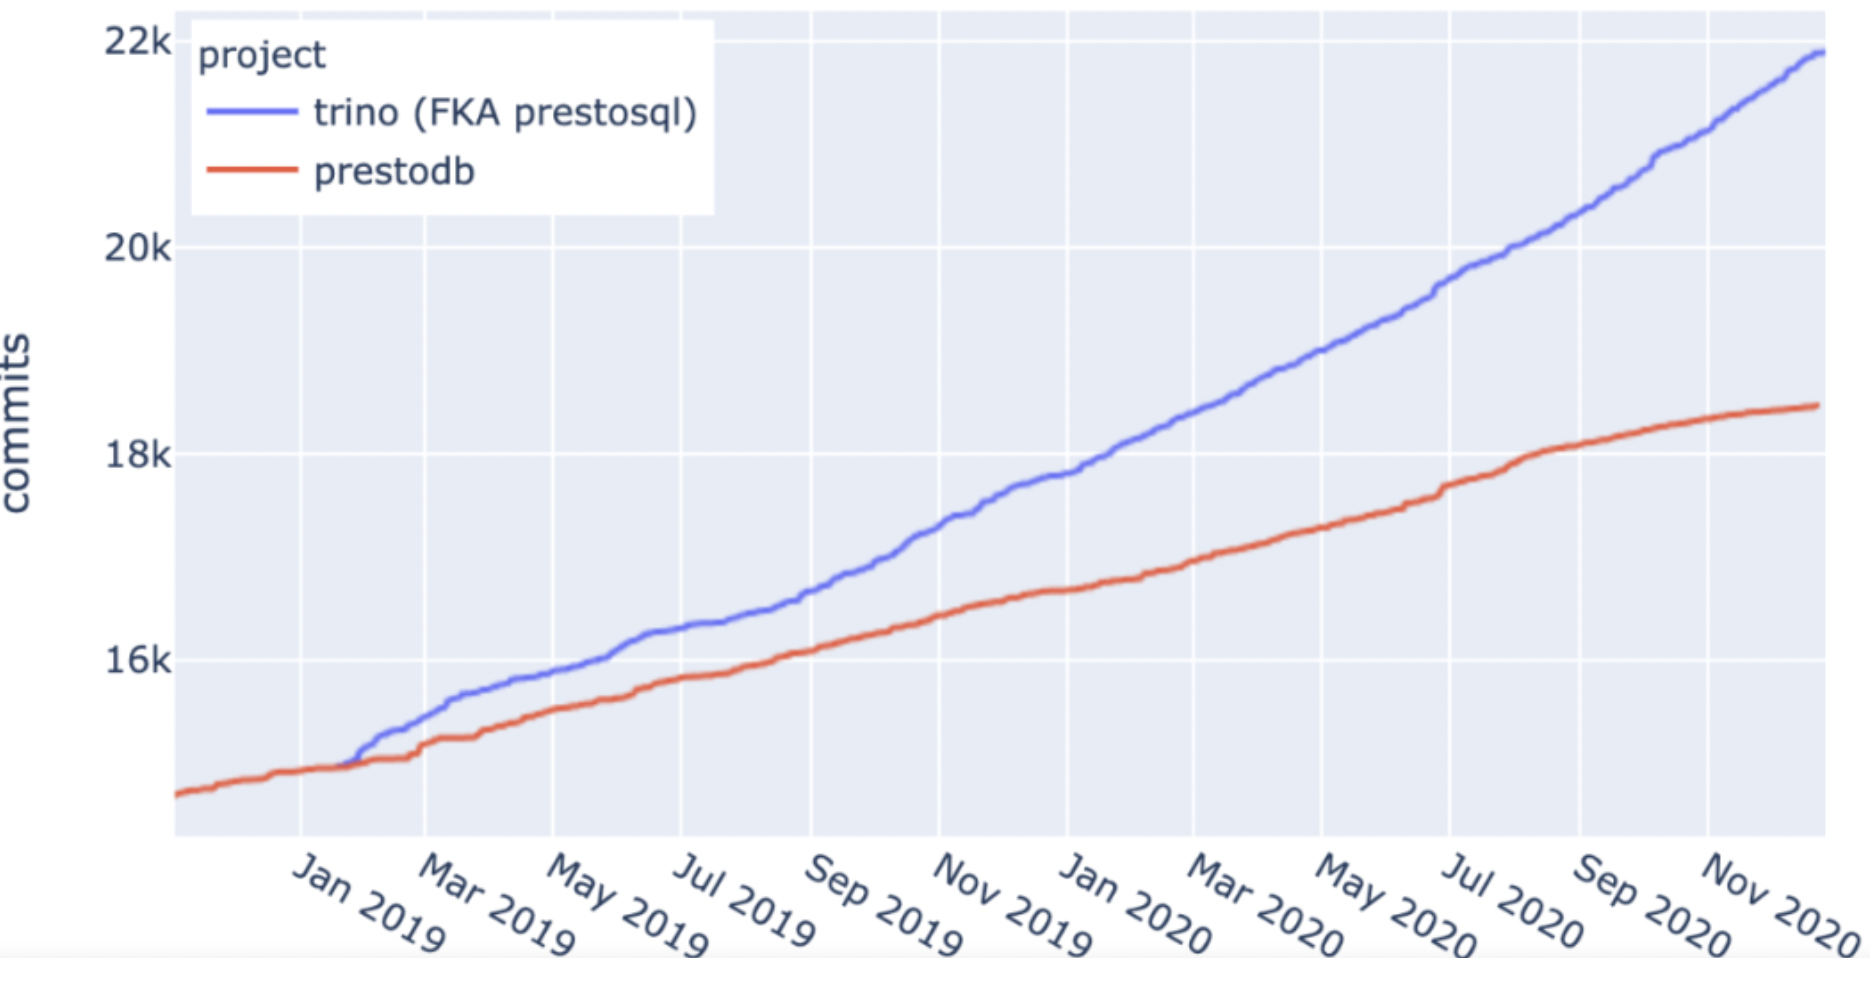 22k
20k
18k
16k
commits
project
trino (FKA prestosql)
prestodb
Jan 2019
Mar 2019
May 2019
Jul 2019
Sep 2019
Nov 2019
Jan 2020
Mar 2020
May 2020
Jul 2020
Sep 2020
Nov 2020